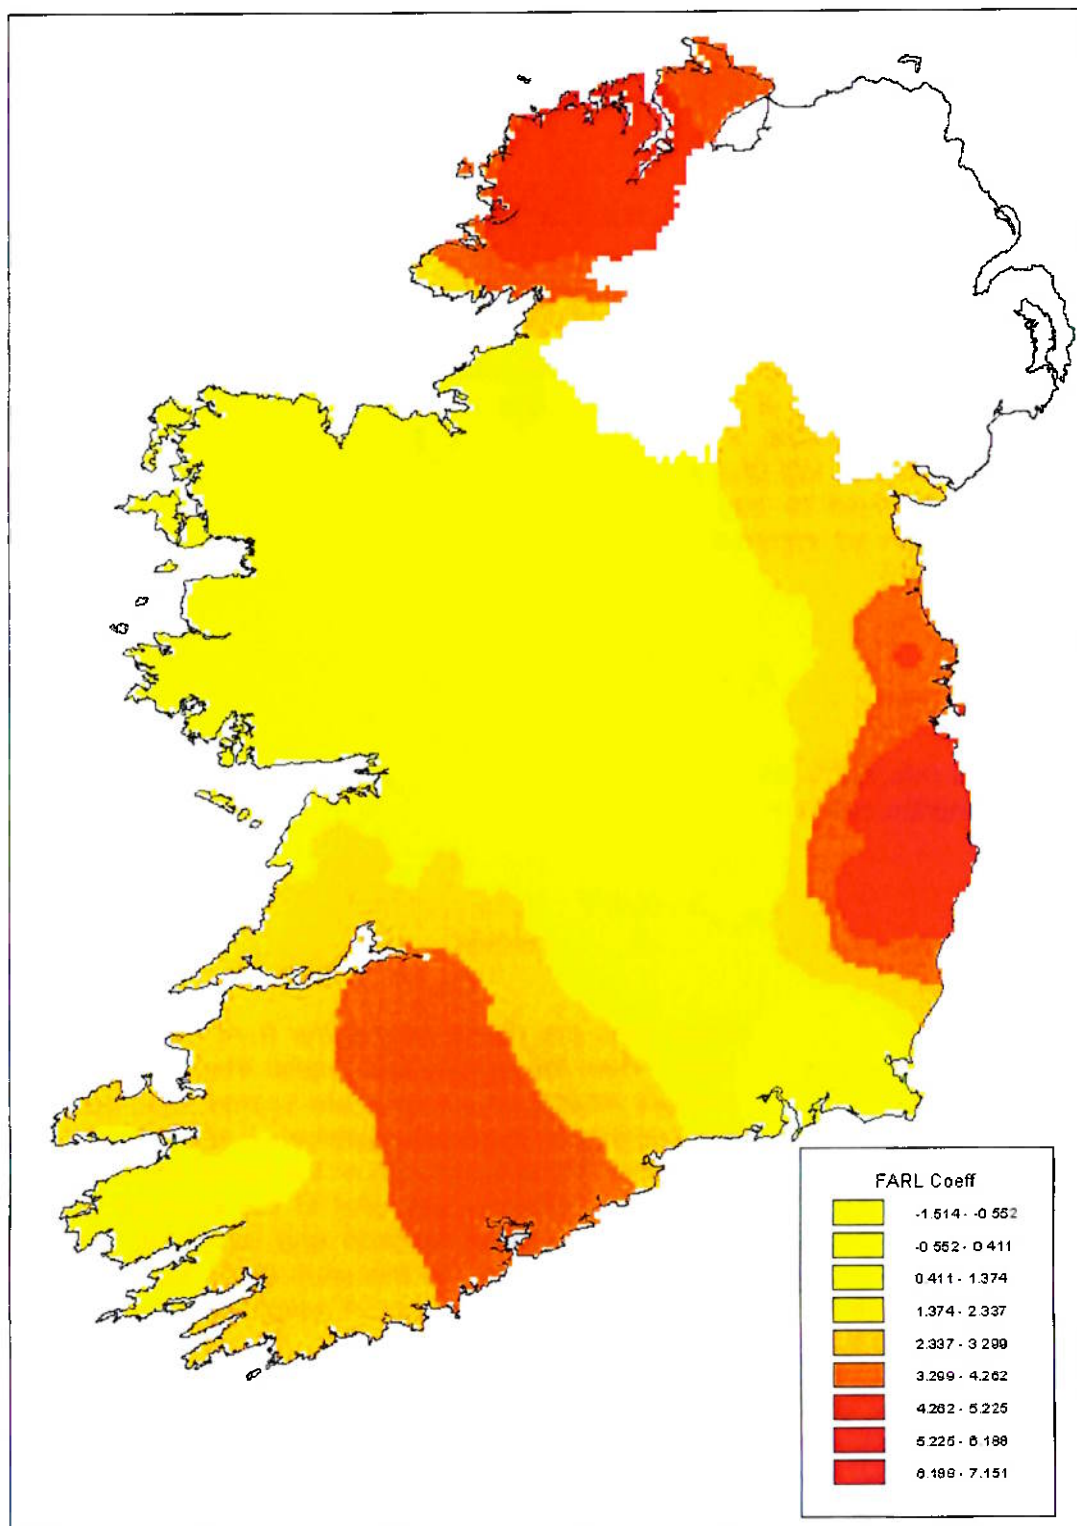 FARL Coeff
-1.514 - -0.552
-0.552 - 0.411
0.411 - 1.374
1.374 - 2.337
2.337 - 3.299
3.299 - 4.262
4.262 - 5.225
5.225 - 6.188
6.188 - 7.151